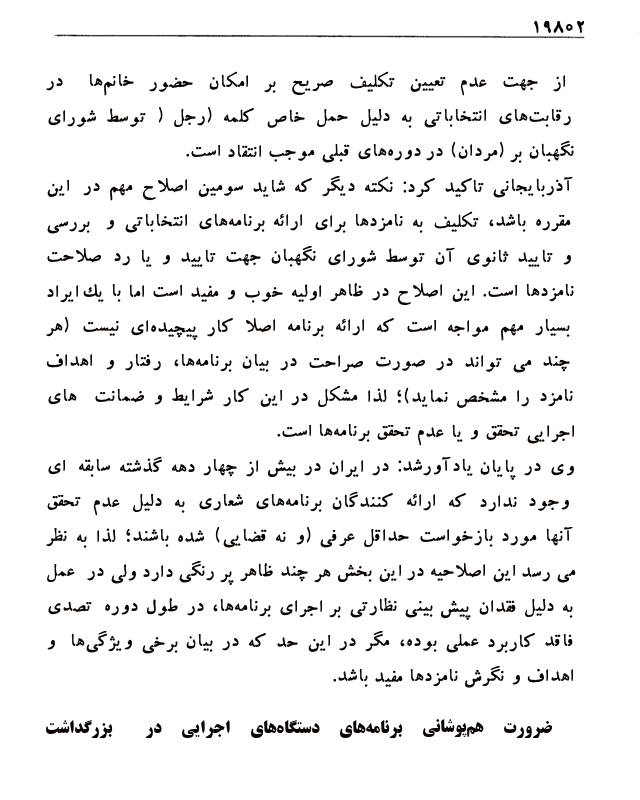 ۱۹۸۰۲
از جهت عدم تعیین تکلیف صریح بر امکان حضور خانم‌ها در
رقابت‌های انتخاباتی به دلیل حمل خاص کلمه (رجل ( توسط شورای
نگهبان بر (مردان) در دوره‌های قبلی موجب انتقاد است.
آذربایجانی تاکید کرد: نکته دیگر که شاید سومین اصلاح مهم در این
مقرره باشد، تکلیف به نامزدها برای ارائه برنامه‌های انتخاباتی و بررسی
و تایید ثانوی آن توسط شورای نگهبان جهت تایید و یا رد صلاحت
نامزدها است. این اصلاح در ظاهر اولیه خوب و مفید است اما با یك ایراد
بسیار مهم مواجه است که ارائه برنامه اصلا کار پیچیده‌ای نیست (هر
چند می تواند در صورت صراحت در بیان برنامه‌ها، رفتار و اهداف
نامزد را مشخص نماید)؛ لذا مشکل در این کار شرایط و ضمانت های
اجرایی تحقق و یا عدم تحقق برنامه‌ها است.
وی در پایان یادآورشد: در ایران در بیش از چهار دهه گذشته سابقه ای
وجود ندارد که ارائه کنندگان برنامه‌های شعاری به دلیل عدم تحقق
آنها مورد بازخواست حداقل عرفی (و نه قضایی) شده باشند؛ لذا به نظر
می رسد این اصلاحیه در این بخش هر چند ظاهر پر رنگی دارد ولی در عمل
به دلیل فقدان پیش بینی نظارتی بر اجرای برنامه‌ها، در طول دوره تصدی
فاقد کاربرد عملی بوده، مگر در این حد که در بیان برخی ویژگی‌ها و
اهداف و نگرش نامزدها مفید باشد.
ضرورت هم‌پوشانی برنامه‌های دستگاه‌های اجرایی در بزرگداشت